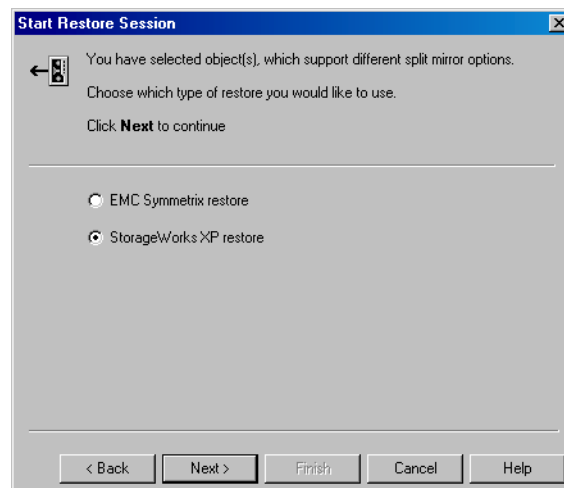 Start Restore Session
You have selected object(s), which support different split mirror options.
Choose which type of restore you would like to use.
Click Next to continue
EMC Symmetrix restore
StorageWorks XP restore
< Back
Next >
Finish
Cancel
Help